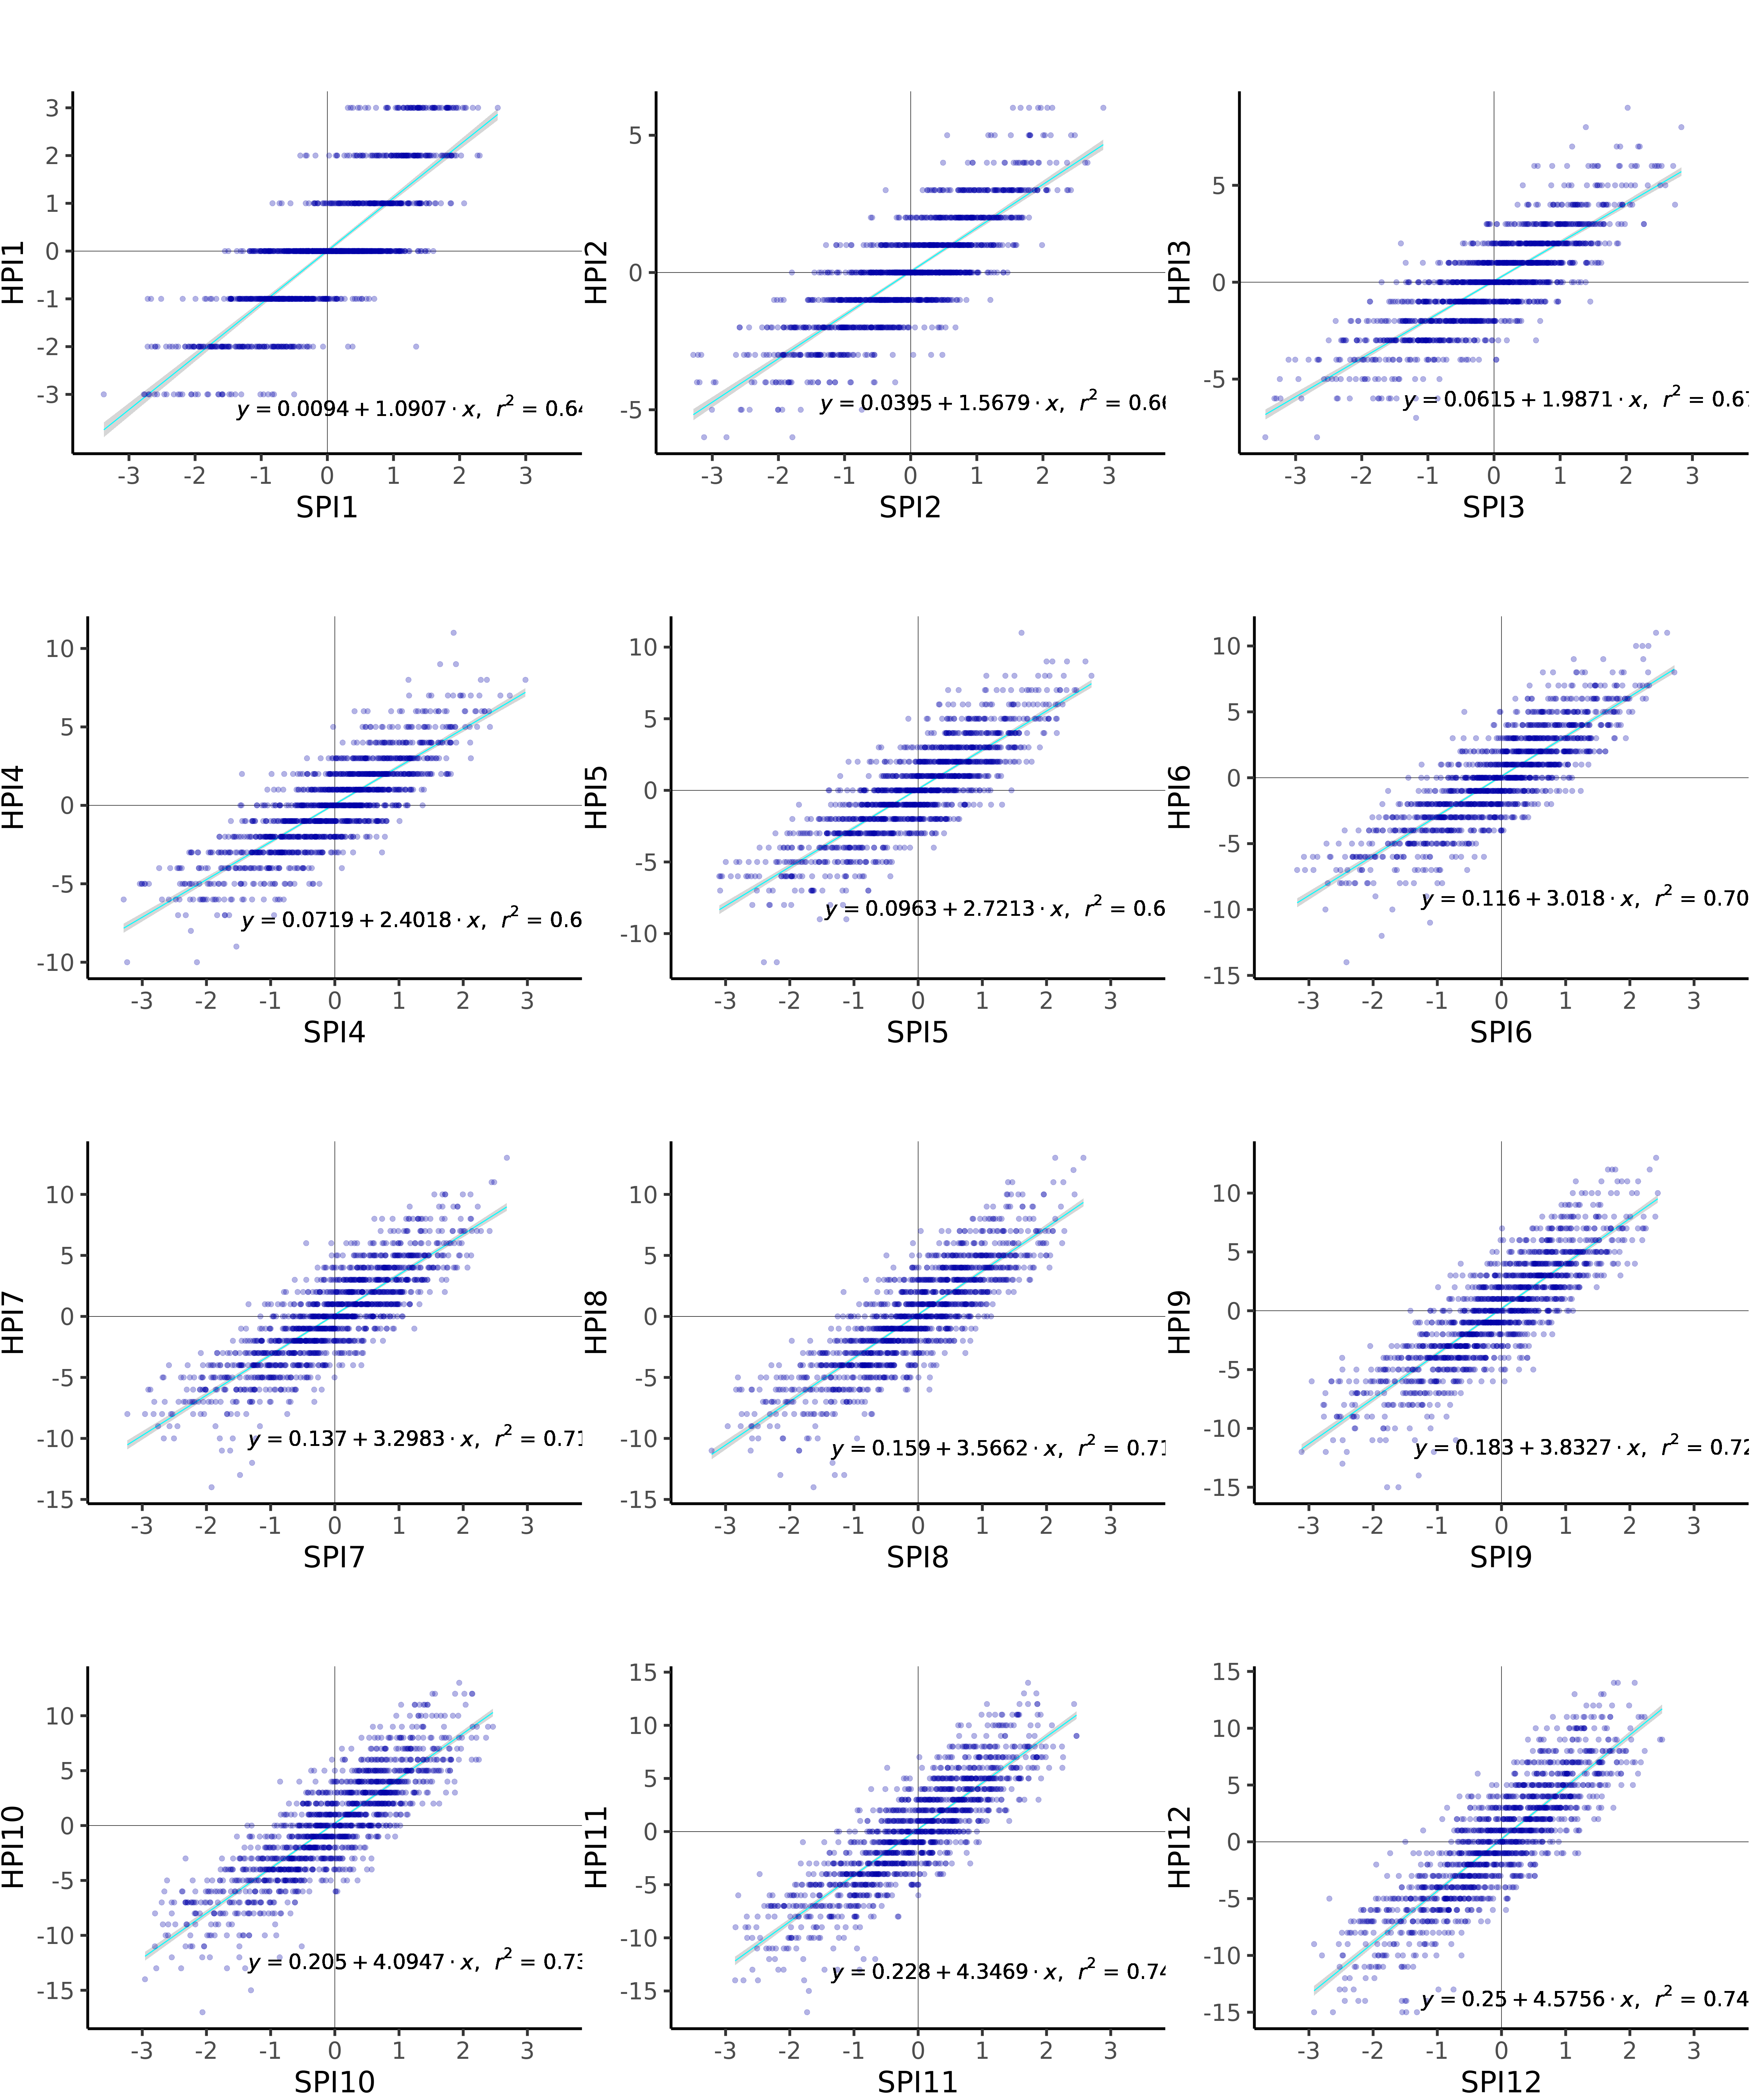 3
2
1
0
-1
-2
-3
HPI1
y = 0.0094 + 1.0907 · x, r² = 0.64
-3 -2 -1 0 1 2 3
SPI1
5
0
-5
HPI2
y = 0.0395 + 1.5679 · x, r² = 0.66
-3 -2 -1 0 1 2 3
SPI2
5
0
-5
HPI3
y = 0.0615 + 1.9871 · x, r² = 0.67
-3 -2 -1 0 1 2 3
SPI3
10
5
0
-5
-10
HPI4
y = 0.0719 + 2.4018 · x, r² = 0.6
-3 -2 -1 0 1 2 3
SPI4
10
5
0
-5
-10
HPI5
y = 0.0963 + 2.7213 · x, r² = 0.6
-3 -2 -1 0 1 2 3
SPI5
10
5
0
-5
-10
-15
HPI6
y = 0.116 + 3.018 · x, r² = 0.70
-3 -2 -1 0 1 2 3
SPI6
10
5
0
-5
-10
-15
HPI7
y = 0.137 + 3.2983 · x, r² = 0.71
-3 -2 -1 0 1 2 3
SPI7
10
5
0
-5
-10
-15
HPI8
y = 0.159 + 3.5662 · x, r² = 0.71
-3 -2 -1 0 1 2 3
SPI8
10
5
0
-5
-10
-15
HPI9
y = 0.183 + 3.8327 · x, r² = 0.72
-3 -2 -1 0 1 2 3
SPI9
10
5
0
-5
-10
-15
HPI10
y = 0.205 + 4.0947 · x, r² = 0.73
-3 -2 -1 0 1 2 3
SPI10
15
10
5
0
-5
-10
-15
HPI11
y = 0.228 + 4.3469 · x, r² = 0.74
-3 -2 -1 0 1 2 3
SPI11
15
10
5
0
-5
-10
-15
HPI12
y = 0.25 + 4.5756 · x, r² = 0.74
-3 -2 -1 0 1 2 3
SPI12